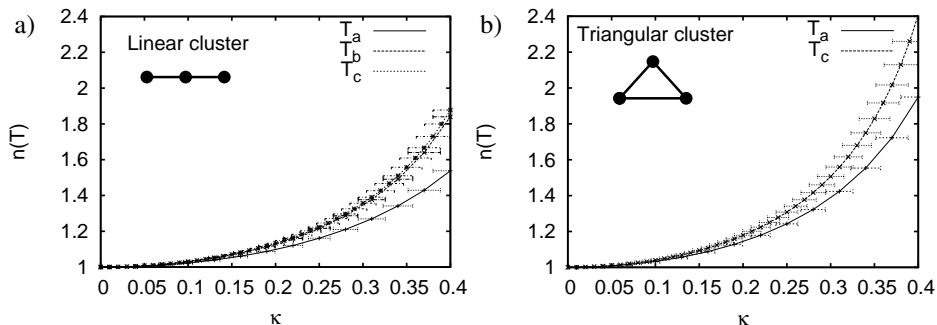 a)
Linear cluster
T_a
T_b
T_c
n(T)
2.4
2.2
2
1.8
1.6
1.4
1.2
1
0 0.05 0.1 0.15 0.2 0.25 0.3 0.35 0.4
κ
b)
Triangular cluster
T_a
T_c
n(T)
2.4
2.2
2
1.8
1.6
1.4
1.2
1
0 0.05 0.1 0.15 0.2 0.25 0.3 0.35 0.4
κ